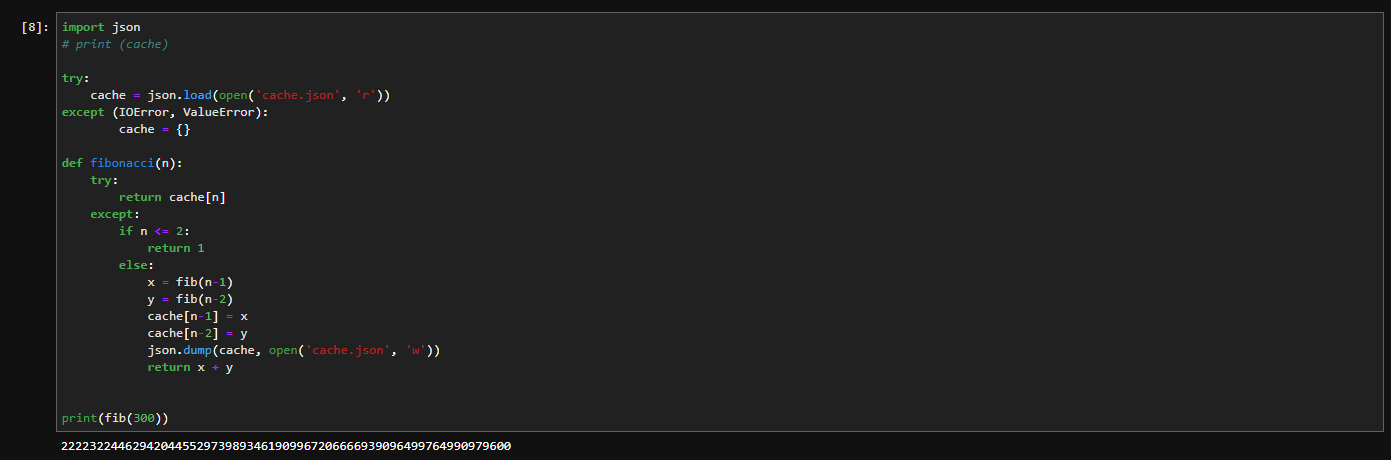 [8]: import json
# print (cache)
try:
cache = json.load(open('cache.json', 'r'))
except (IOError, ValueError):
cache = {}
def fibonacci(n):
try:
return cache[n]
except:
if n <= 2:
return 1
else:
x = fib(n-1)
y = fib(n-2)
cache[n-1] = x
cache[n-2] = y
json.dump(cache, open('cache.json', 'w'))
return x + y
print(fib(300))
222232244629420445529739893461909967206666939096499764990979600